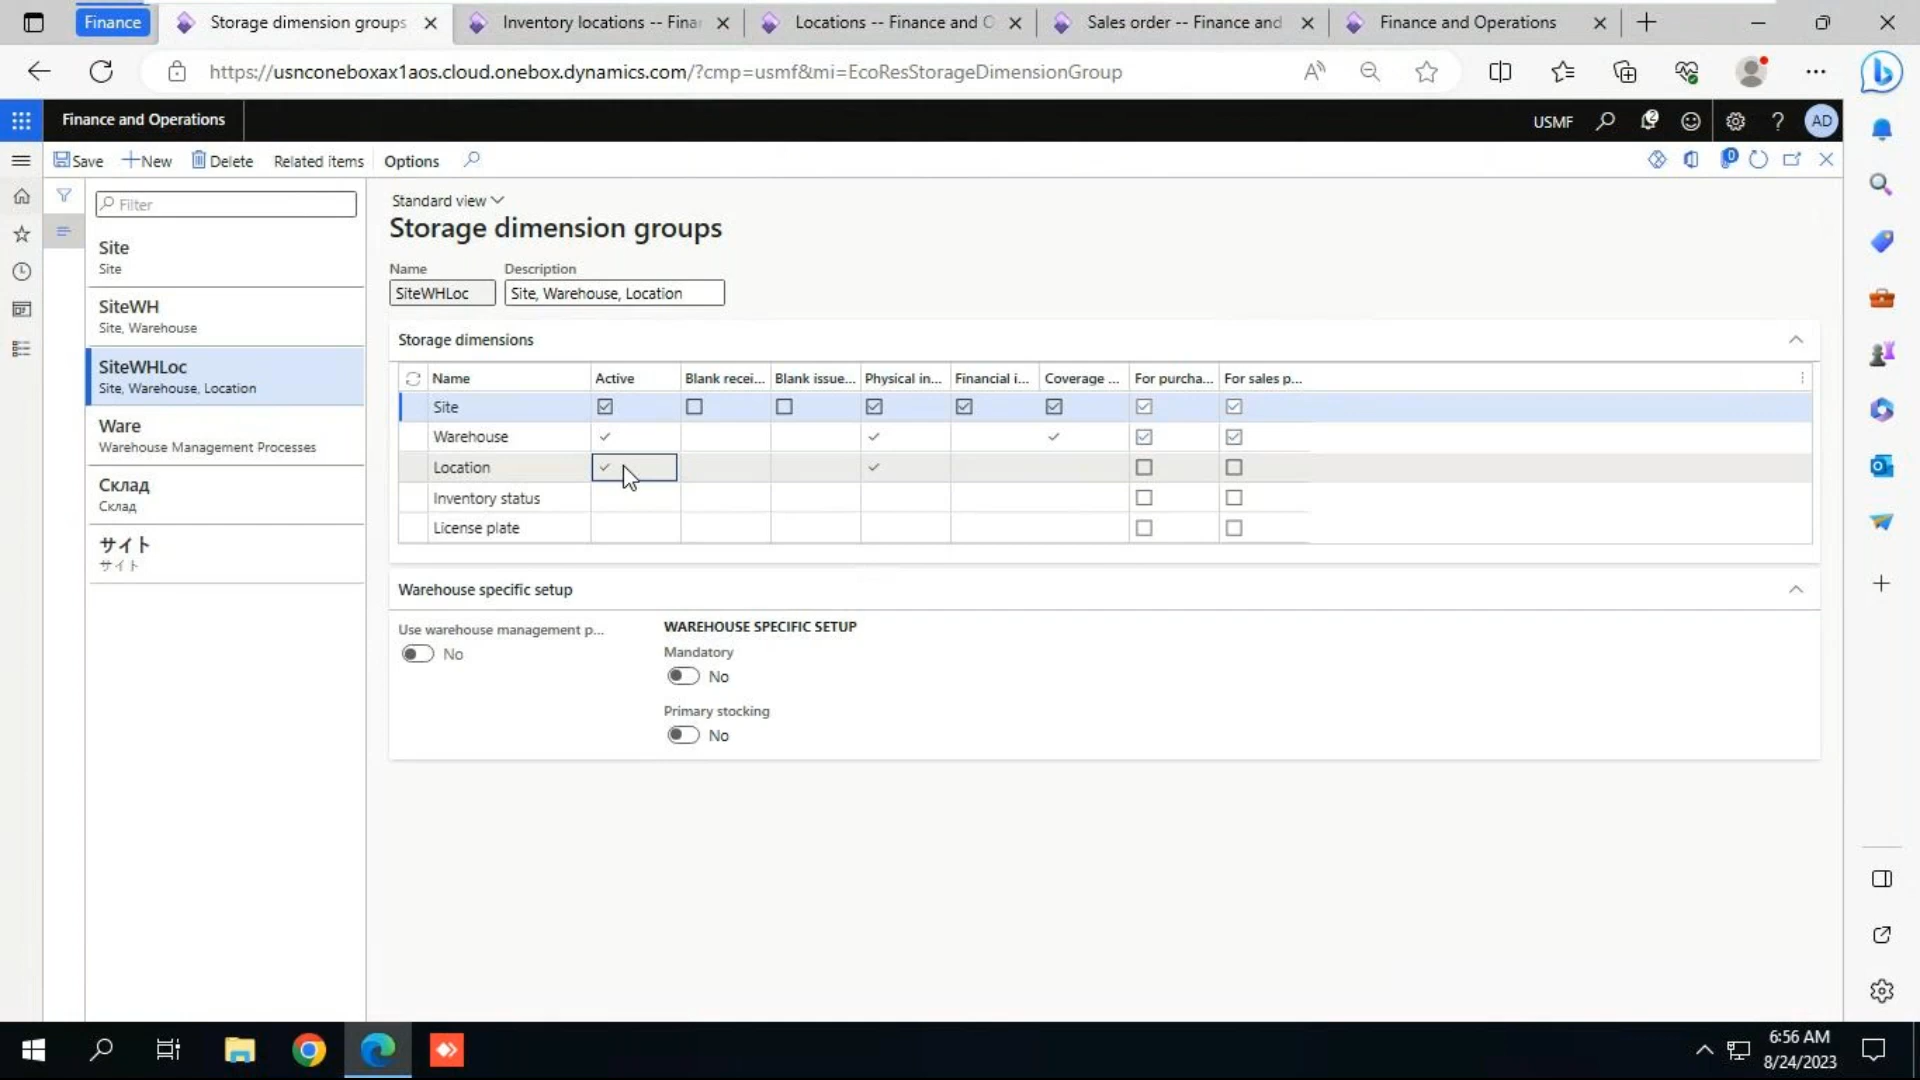 Finance
Storage dimension groups
Inventory locations -- Finan
Locations -- Finance and O
Sales order -- Finance and
Finance and Operations
https://usnconeboxax1aos.cloud.onebox.dynamics.com/?cmp=usmf&mi=EcoResStorageDimensionGroup
Finance and Operations
USMF
2
?
AD
Save
New
Delete
Related items
Options
0
Filter
Site
Site
SiteWH
Site, Warehouse
SiteWHLoc
Site, Warehouse, Location
Ware
Warehouse Management Processes
Склад
Склад
サイト
サイト
Standard view
Storage dimension groups
Name
Description
SiteWHLoc
Site, Warehouse, Location
Storage dimensions
Name Active Blank recei... Blank issue... Physical in... Financial i... Coverage ... For purcha... For sales p...
Site
Warehouse
Location
Inventory status
License plate
Warehouse specific setup
Use warehouse management p...
No
WAREHOUSE SPECIFIC SETUP
Mandatory
No
Primary stocking
No
6:56 AM
8/24/2023